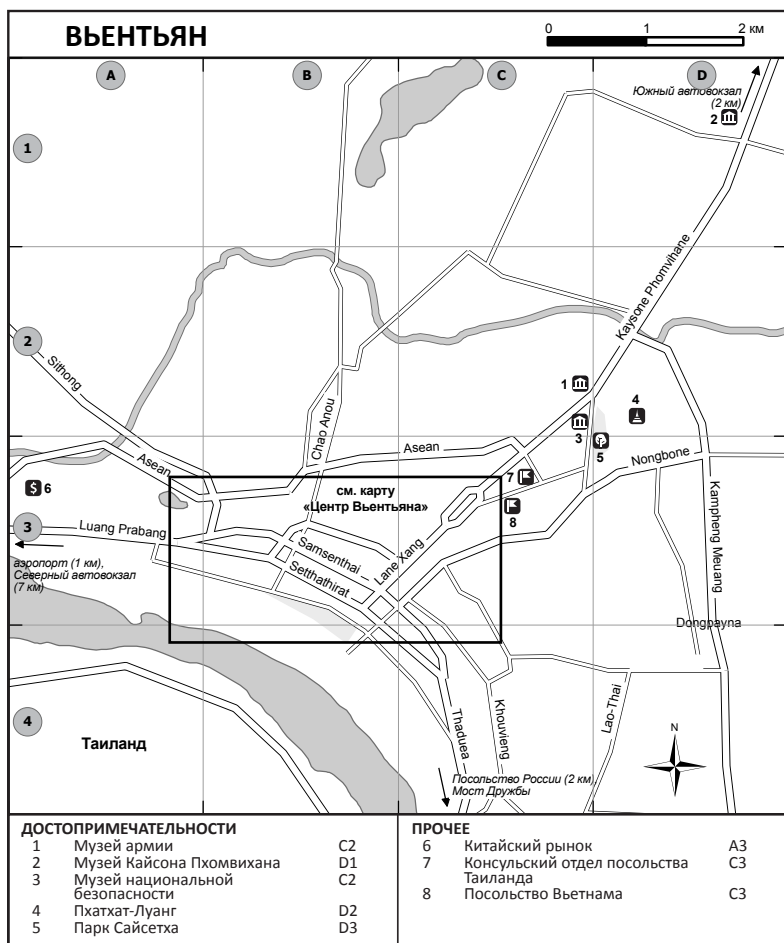 ВЬЕНТЬЯН
0 1 2 км
A B C D
Южный автовокзал
(2 км)
2
1
Kaysone Phomvihane
2
Sithong
1
4
3
5
Chao Anou
Asean
Asean
Nongbone
7
6
8
см. карту
«Центр Вьентьяна»
3
Luang Prabang
Samsenthai
Lane Xang
Setthathirat
Kampheng Meuang
аэропорт (1 км),
Северный автовокзал
(7 км)
Dongpayna
4
Таиланд
Thaduea
Khouvieng
Lao-Thai
N
Посольство России (2 км),
Мост Дружбы
ДОСТОПРИМЕЧАТЕЛЬНОСТИ
1 Музей армии C2
2 Музей Кайсона Пхомвихана D1
3 Музей национальной C2
безопасности
4 Пхатхат-Луанг D2
5 Парк Сайсетха D3
ПРОЧЕЕ
6 Китайский рынок A3
7 Консульский отдел посольства C3
Таиланда
8 Посольство Вьетнама C3